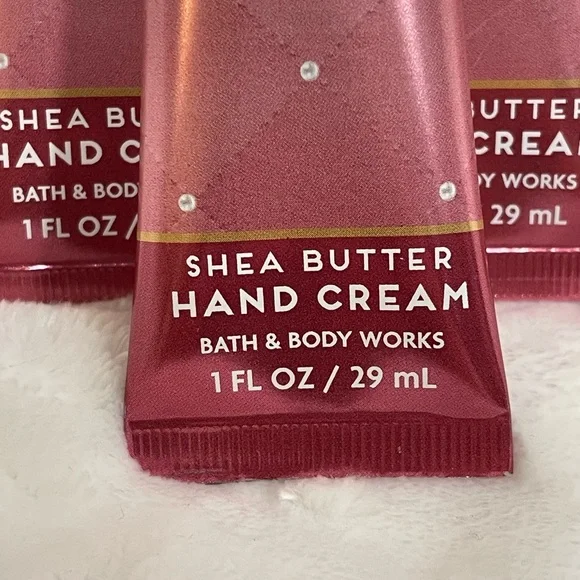 SHEA BUTTER
HAND CREAM
BATH & BODY WORKS
1 FL OZ / 29 mL
SHEA BU
HAND C
BATH & BODY
1 FL OZ /
BUTTER
CREAM
DY WORKS
29 mL